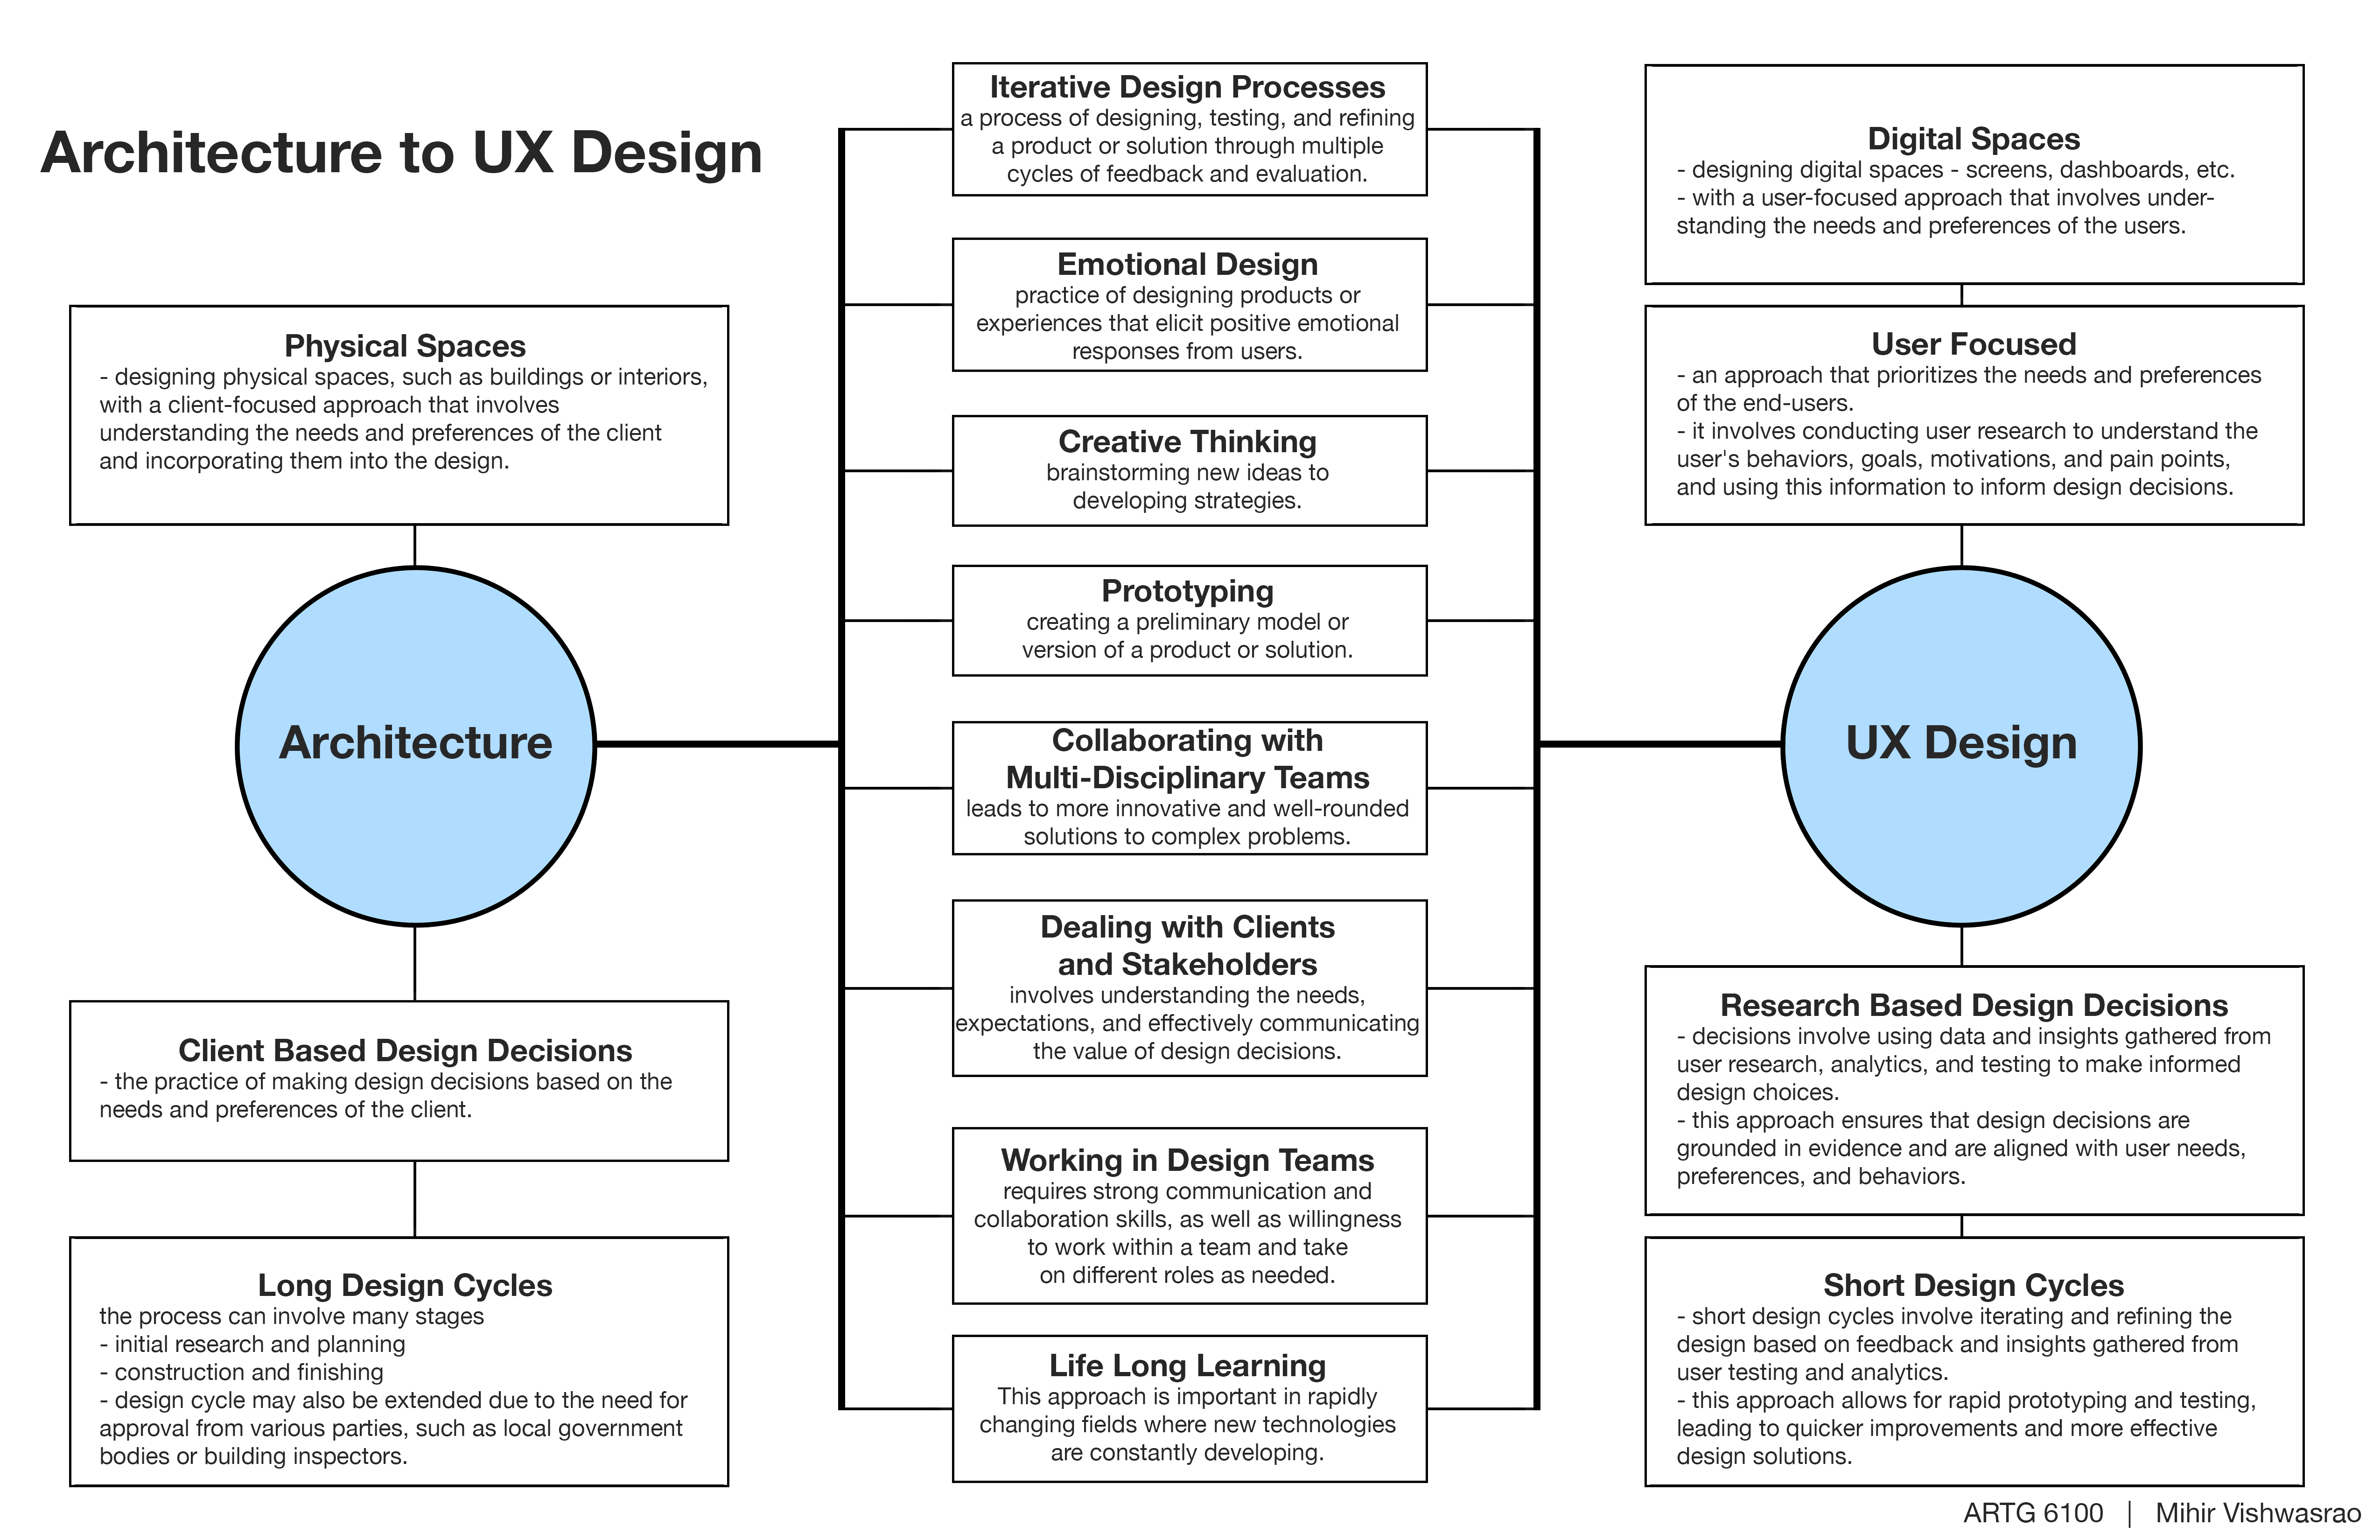 Architecture to UX Design
Physical Spaces
- designing physical spaces, such as buildings or interiors,
with a client-focused approach that involves
understanding the needs and preferences of the client
and incorporating them into the design.
Architecture
Client Based Design Decisions
- the practice of making design decisions based on the
needs and preferences of the client.
Long Design Cycles
the process can involve many stages
- initial research and planning
- construction and finishing
- design cycle may also be extended due to the need for
approval from various parties, such as local government
bodies or building inspectors.
Iterative Design Processes
a process of designing, testing, and refining
a product or solution through multiple
cycles of feedback and evaluation.
Emotional Design
practice of designing products or
experiences that elicit positive emotional
responses from users.
Creative Thinking
brainstorming new ideas to
developing strategies.
Prototyping
creating a preliminary model or
version of a product or solution.
Collaborating with
Multi-Disciplinary Teams
leads to more innovative and well-rounded
solutions to complex problems.
Dealing with Clients
and Stakeholders
involves understanding the needs,
expectations, and effectively communicating
the value of design decisions.
Working in Design Teams
requires strong communication and
collaboration skills, as well as willingness
to work within a team and take
on different roles as needed.
Life Long Learning
This approach is important in rapidly
changing fields where new technologies
are constantly developing.
Digital Spaces
- designing digital spaces - screens, dashboards, etc.
- with a user-focused approach that involves under-
standing the needs and preferences of the users.
User Focused
- an approach that prioritizes the needs and preferences
of the end-users.
- it involves conducting user research to understand the
user's behaviors, goals, motivations, and pain points,
and using this information to inform design decisions.
UX Design
Research Based Design Decisions
- decisions involve using data and insights gathered from
user research, analytics, and testing to make informed
design choices.
- this approach ensures that design decisions are
grounded in evidence and are aligned with user needs,
preferences, and behaviors.
Short Design Cycles
- short design cycles involve iterating and refining the
design based on feedback and insights gathered from
user testing and analytics.
- this approach allows for rapid prototyping and testing,
leading to quicker improvements and more effective
design solutions.
ARTG 6100 | Mihir Vishwasrao